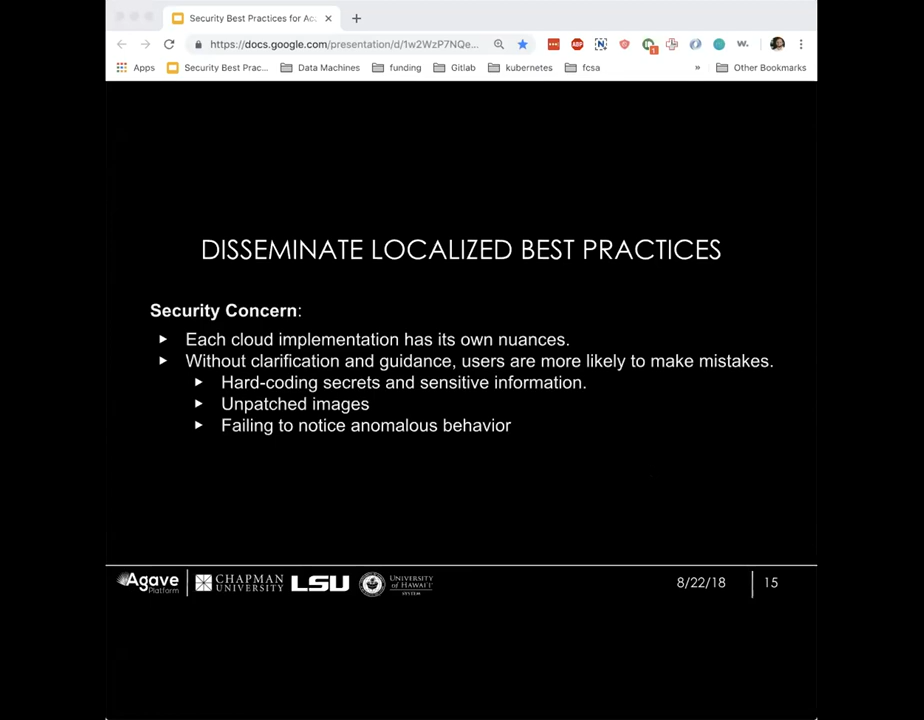 Security Best Practices for Ac
https://docs.google.com/presentation/d/1w2WzP7NQe...
ABP
N
1
w.
Apps
Security Best Prac...
Data Machines
funding
Gitlab
kubernetes
fcsa
»
Other Bookmarks
DISSEMINATE LOCALIZED BEST PRACTICES
Security Concern:
Each cloud implementation has its own nuances.
Without clarification and guidance, users are more likely to make mistakes.
Hard-coding secrets and sensitive information.
Unpatched images
Failing to notice anomalous behavior
Agave
Platform
CHAPMAN
UNIVERSITY
LSU
UNIVERSITY
of HAWAI'I
SYSTEM
8/22/18
15